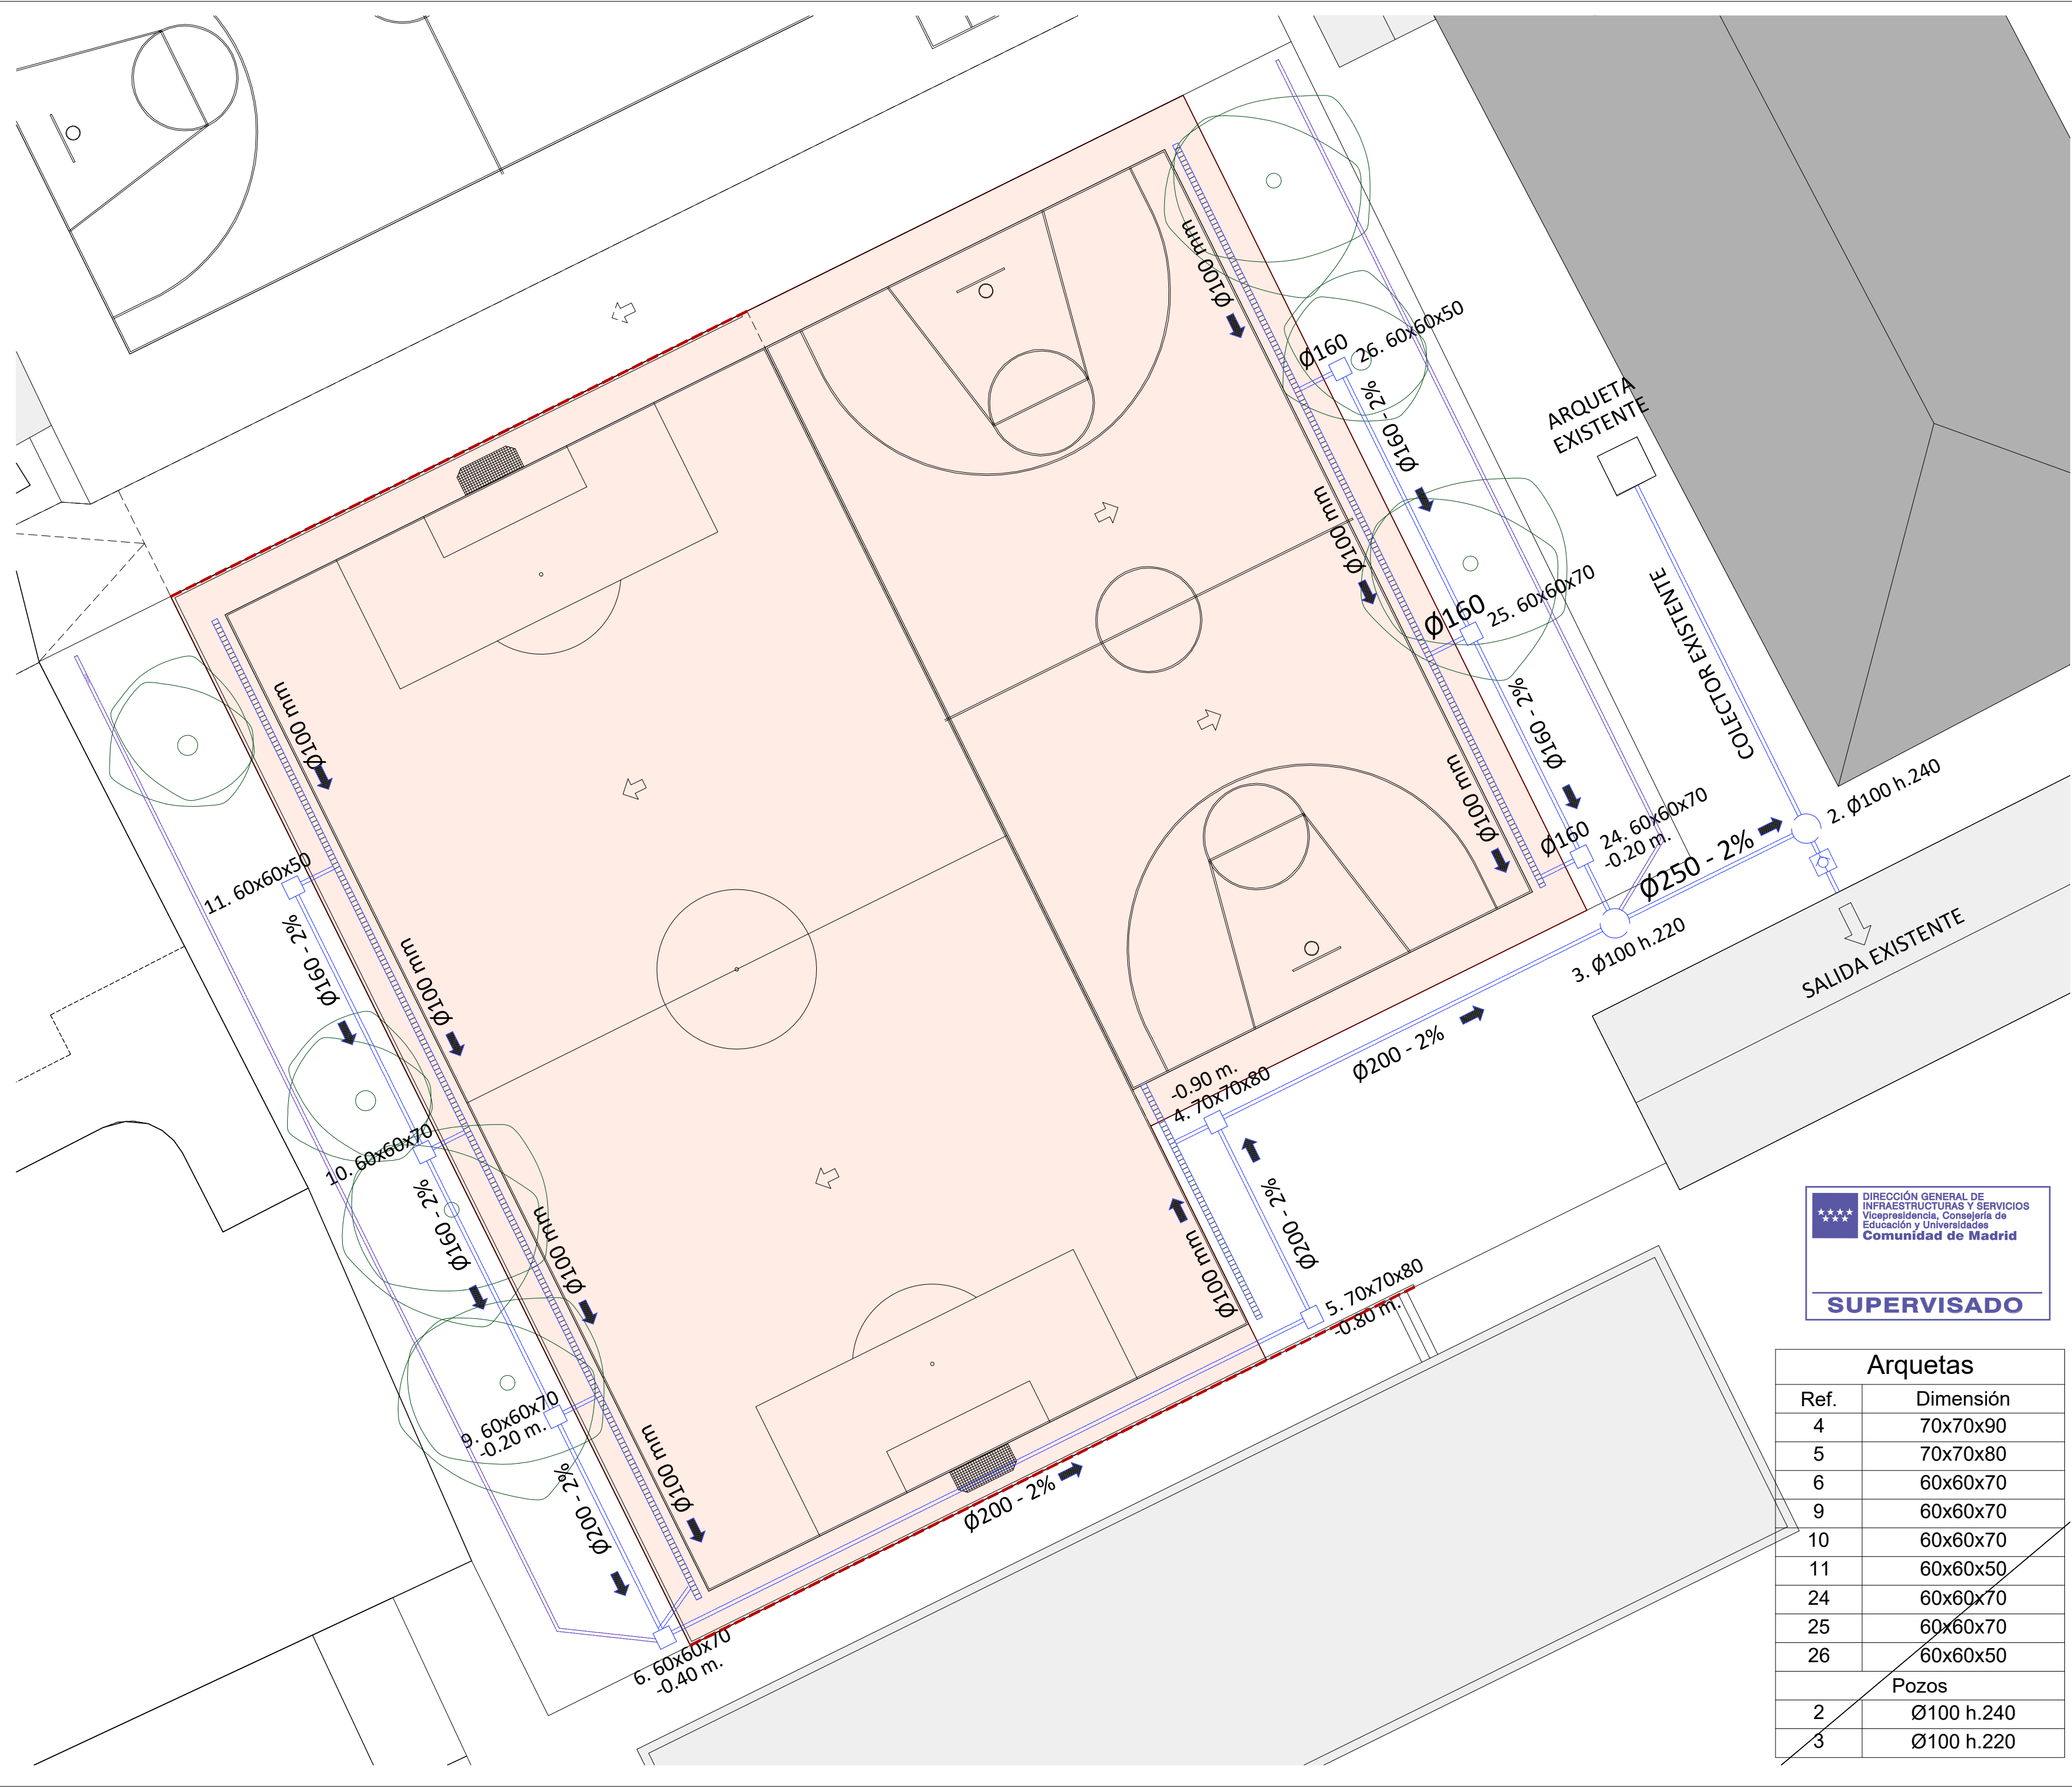 Ø100 mm
Ø160
26. 60x60x50
Ø160 - 2%
ARQUETA
EXISTENTE
Ø100 mm
Ø160
25. 60x60x70
COLECTOR EXISTENTE
Ø160 - 2%
Ø100 mm
Ø160
24. 60x60x70
-0.20 m.
Ø250 - 2%
2. Ø100 h.240
3. Ø100 h.220
SALIDA EXISTENTE
Ø100 mm
11. 60x60x50
Ø160 - 2%
Ø100 mm
10. 60x60x70
Ø160 - 2%
Ø100 mm
9. 60x60x70
-0.20 m.
Ø200 - 2%
Ø100 mm
6. 60x60x70
-0.40 m.
Ø200 - 2%
-0.90 m.
4. 70x70x80
Ø200 - 2%
Ø100 mm
Ø200 - 2%
5. 70x70x80
-0.80 m.
DIRECCIÓN GENERAL DE
INFRAESTRUCTURAS Y SERVICIOS
Vicepresidencia, Consejería de
Educación y Universidades
Comunidad de Madrid
SUPERVISADO
Arquetas
Ref. Dimensión
4 70x70x90
5 70x70x80
6 60x60x70
9 60x60x70
10 60x60x70
11 60x60x50
24 60x60x70
25 60x60x70
26 60x60x50
Pozos
2 Ø100 h.240
3 Ø100 h.220